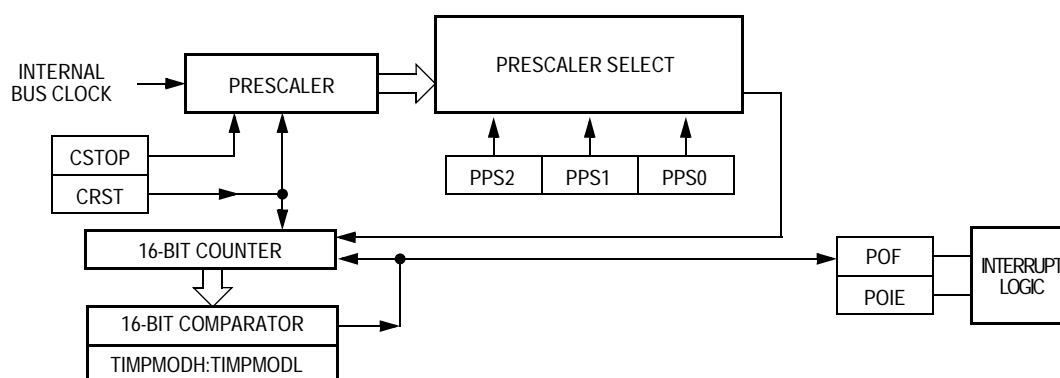 INTERNAL
BUS CLOCK
PRESCALER
PRESCALER SELECT
CSTOP
CRST
PPS2
PPS1
PPS0
16-BIT COUNTER
16-BIT COMPARATOR
TIMPMODH:TIMPMODL
POF
POIE
INTERRUPT
LOGIC